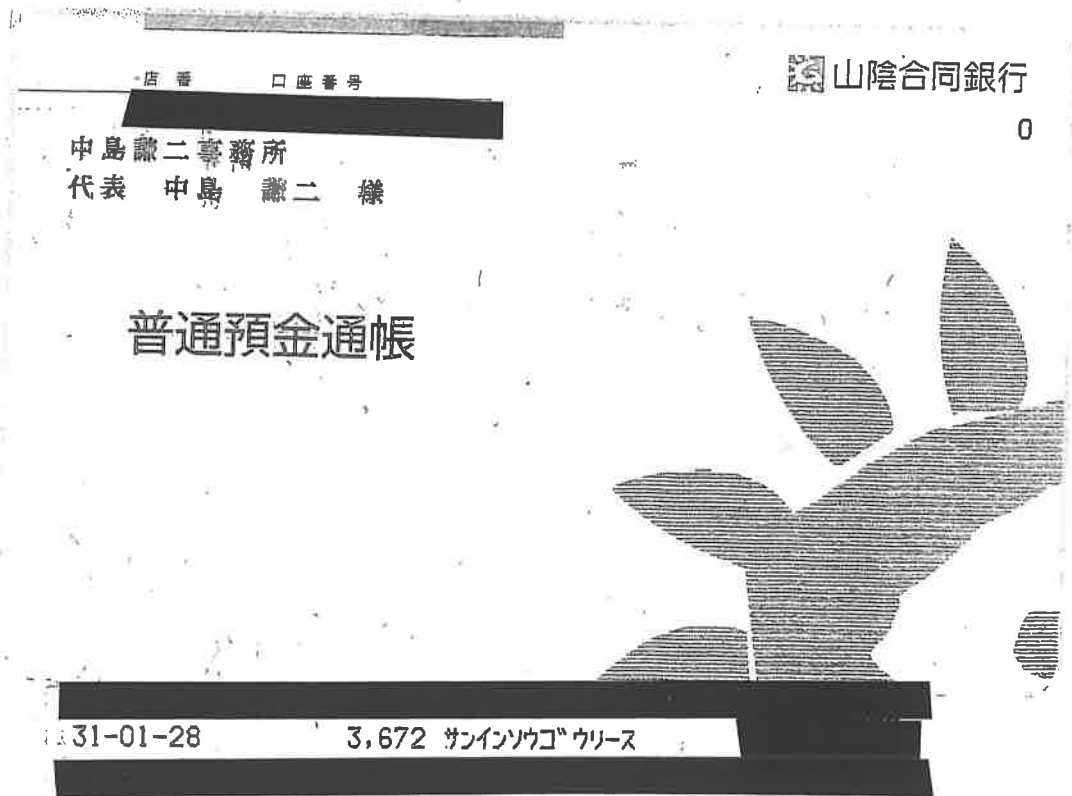 店番 口座番号
山陰合同銀行
0
中島謙二事務所
代表 中島 謙二 様
普通預金通帳
31-01-28 3,672 サンインソウゴウリース